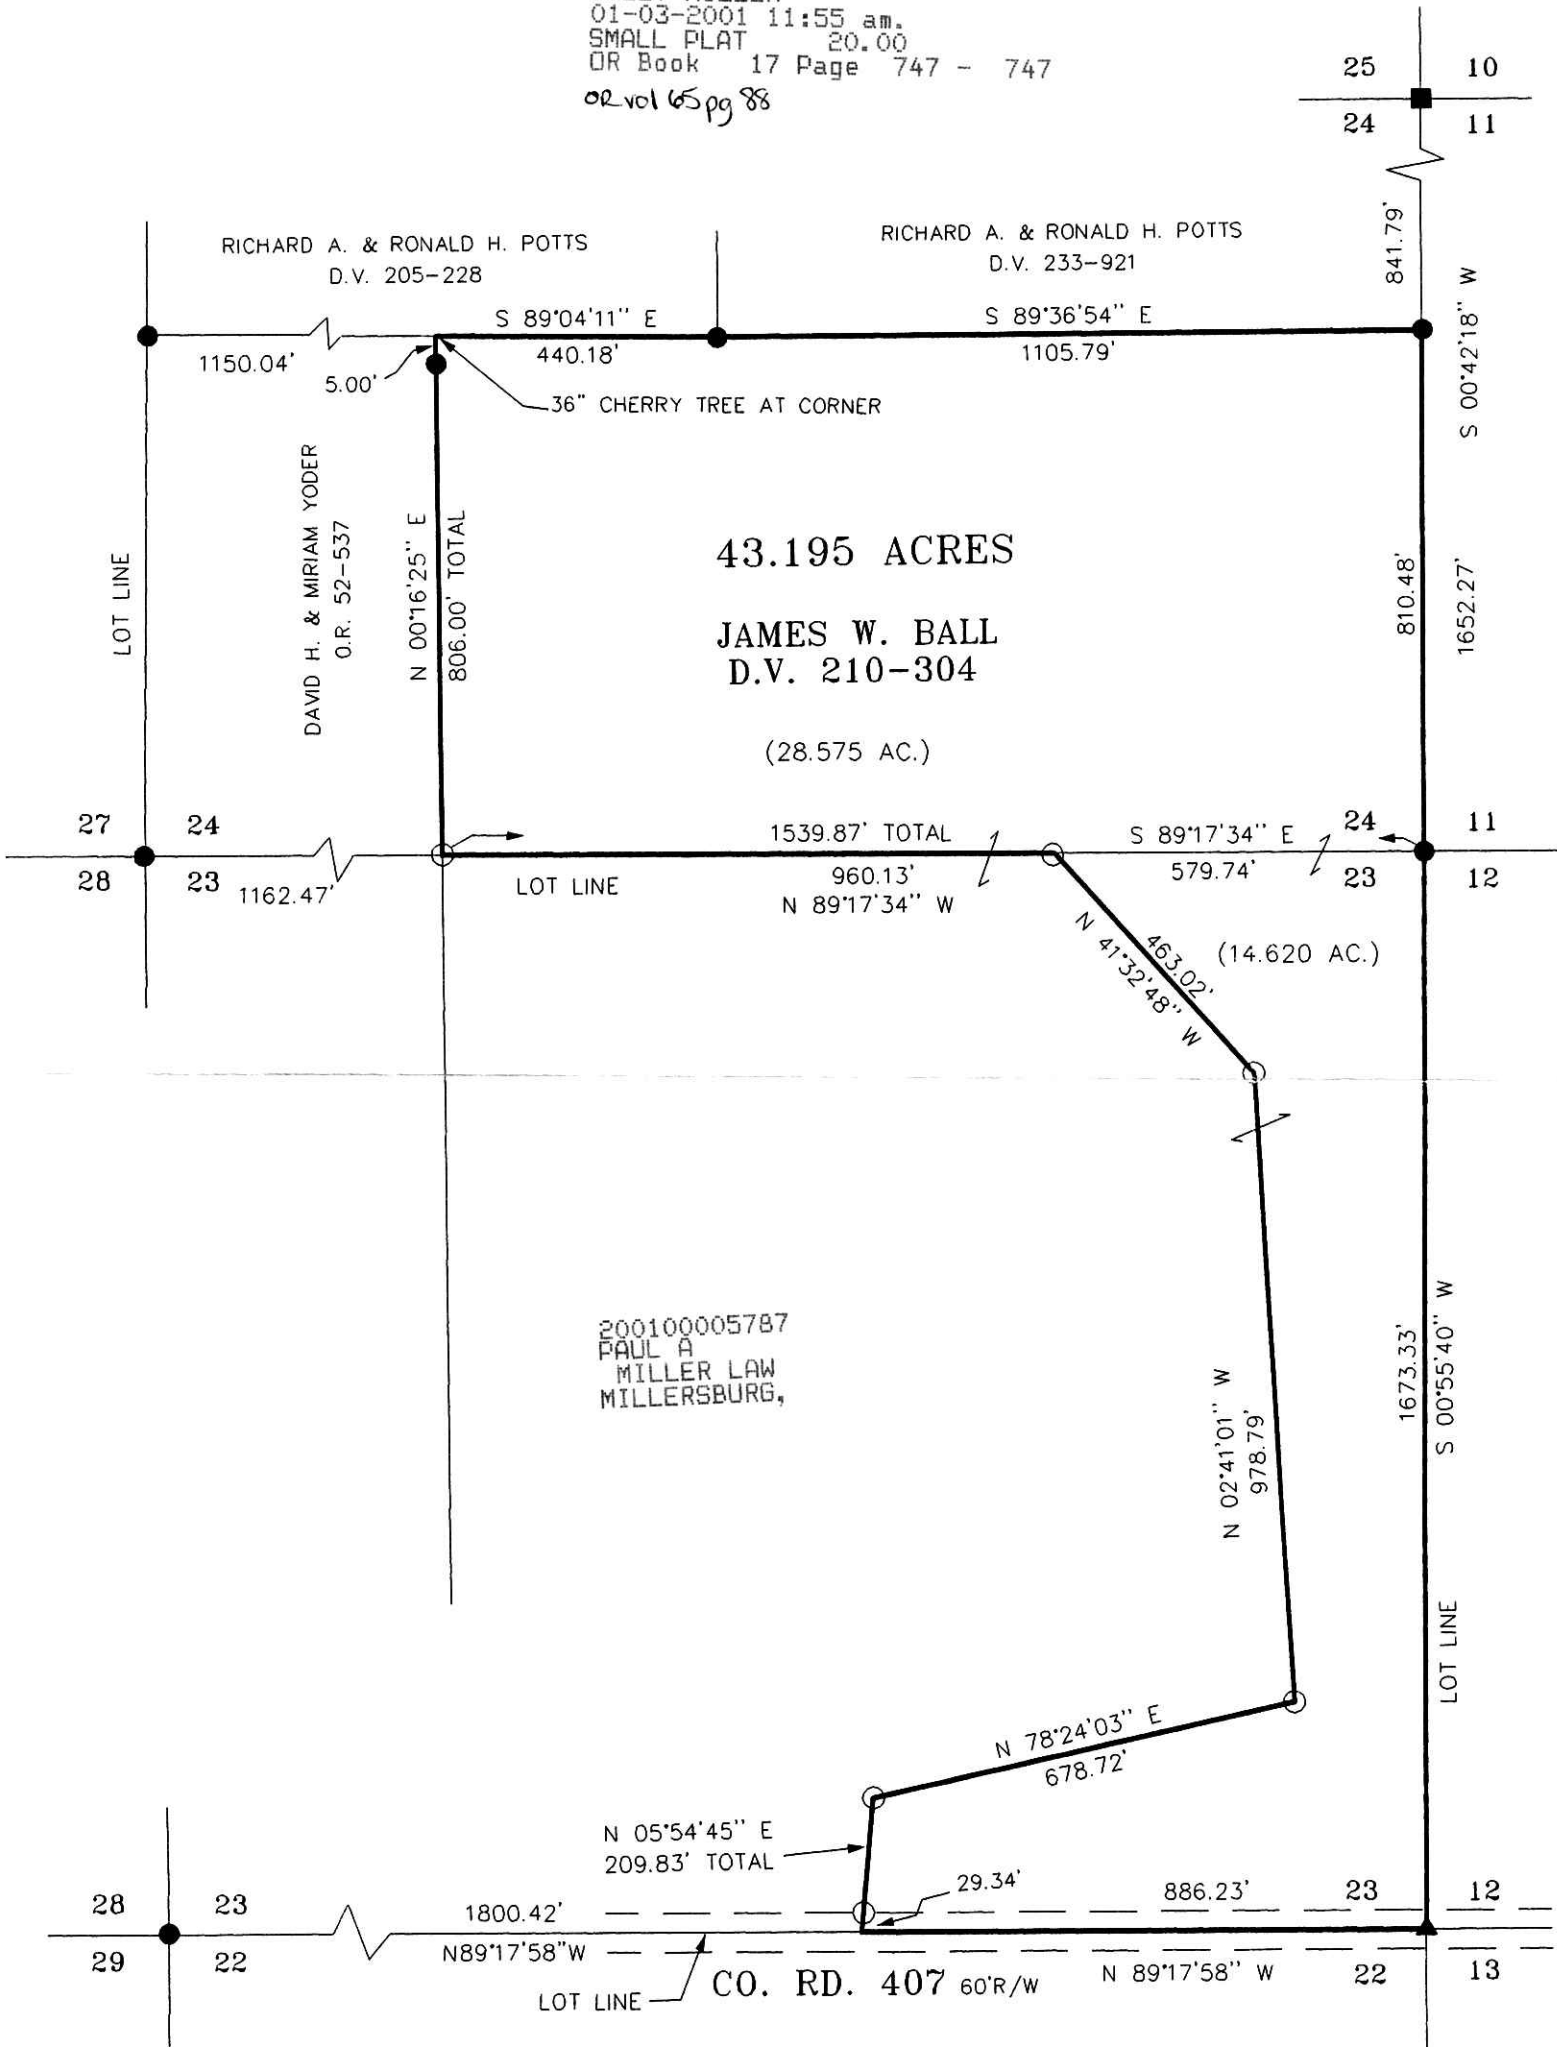 01-03-2001 11:55 am.
SMALL PLAT 20.00
OR Book 17 Page 747 - 747
OR vol 65 pg 88
25 10
24 11
841.79'
S 00°42'18" W
RICHARD A. & RONALD H. POTTS
D.V. 205-228
RICHARD A. & RONALD H. POTTS
D.V. 233-921
S 89°04'11" E
440.18'
S 89°36'54" E
1105.79'
1150.04'
5.00'
36" CHERRY TREE AT CORNER
LOT LINE
DAVID H. & MIRIAM YODER
O.R. 52-537
N 00°16'25" E
806.00' TOTAL
43.195 ACRES
JAMES W. BALL
D.V. 210-304
(28.575 AC.)
810.48'
1652.27'
27 24
28 23
1162.47'
LOT LINE
1539.87' TOTAL
960.13'
N 89°17'34" W
S 89°17'34" E
579.74'
24 11
23 12
463.02'
N 41°32'48" W
(14.620 AC.)
N 02°41'01" W
978.79'
1673.33'
S 00°55'40" W
LOT LINE
200100005787
PAUL A
MILLER LAW
MILLERSBURG,
N 78°24'03" E
678.72'
N 05°54'45" E
209.83' TOTAL
29.34'
886.23'
28 23
29 22
1800.42'
N89°17'58"W
LOT LINE
CO. RD. 407 60'R/W
N 89°17'58" W
23 12
22 13